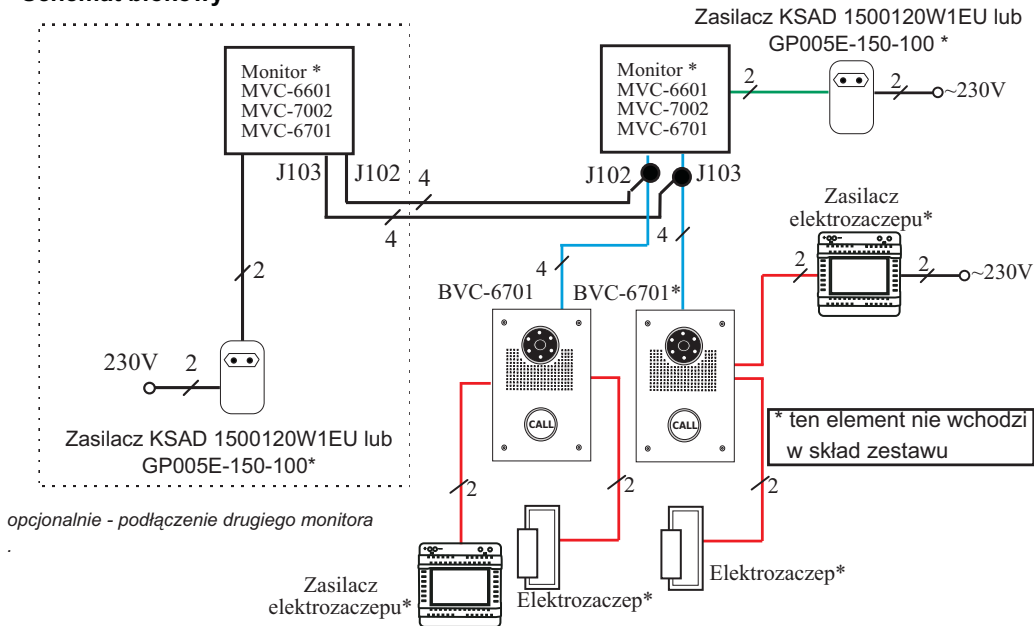 Schemat blokowy
Zasilacz KSAD 1500120W1EU lub
GP005E-150-100 *
Monitor *
MVC-6601
MVC-7002
MVC-6701
Monitor *
MVC-6601
MVC-7002
MVC-6701
2
2
~230V
J103
J102
4
4
J102
J103
Zasilacz
elektrozaczepu*
2
2
~230V
4
4
2
BVC-6701
BVC-6701*
230V
2
CALL
CALL
* ten element nie wchodzi
w skład zestawu
Zasilacz KSAD 1500120W1EU lub
GP005E-150-100*
2
2
2
opcjonalnie - podłączenie drugiego monitora
.
Zasilacz
elektrozaczepu*
Elektrozaczep*
Elektrozaczep*